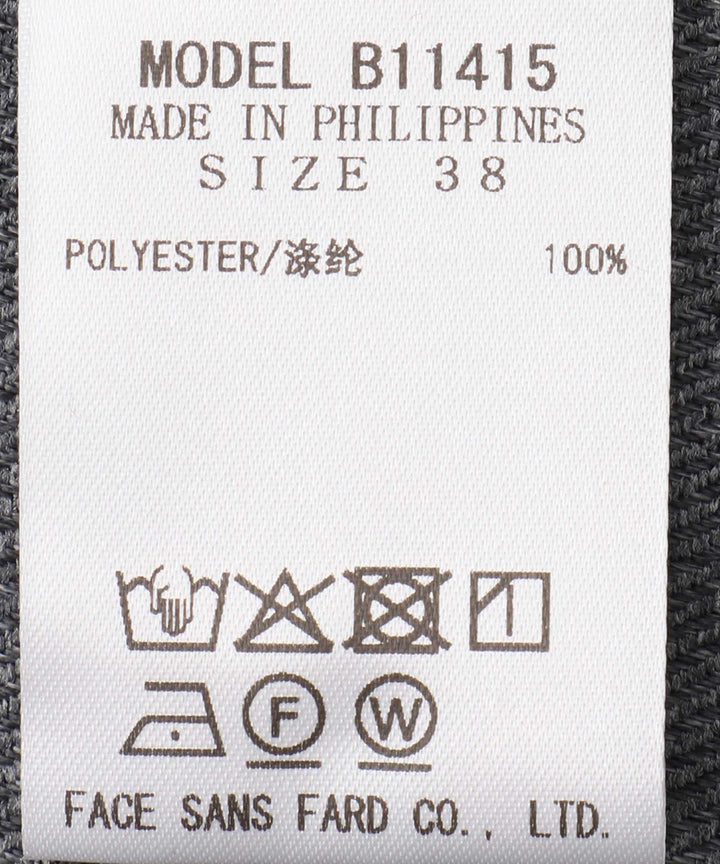 MODEL B11415
MADE IN PHILIPPINES
SIZE 38
POLYESTER/涤纶 100%
F W
FACE SANS FARD CO., LTD.